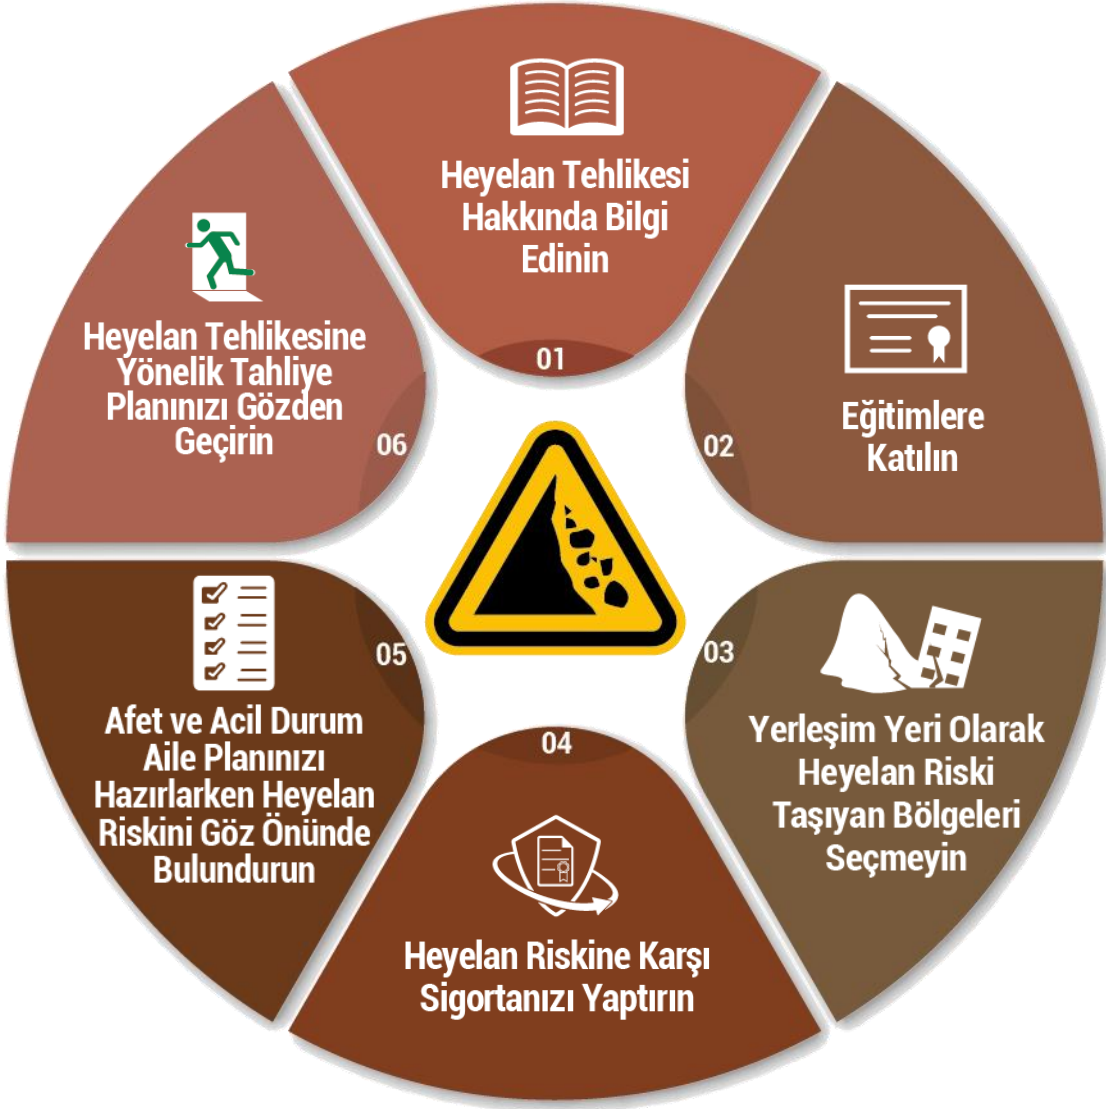 Heyelan Tehlikesi
Hakkında Bilgi
Edinin
01
Eğitimlere
Katılın
02
Yerleşim Yeri Olarak
Heyelan Riski
Taşıyan Bölgeleri
Seçmeyin
03
04
Heyelan Riskine Karşı
Sigortanızı Yaptırın
05
Afet ve Acil Durum
Aile Planınızı
Hazırlarken Heyelan
Riskini Göz Önünde
Bulundurun
Heyelan Tehlikesine
Yönelik Tahliye
Planınızı Gözden
Geçirin
06